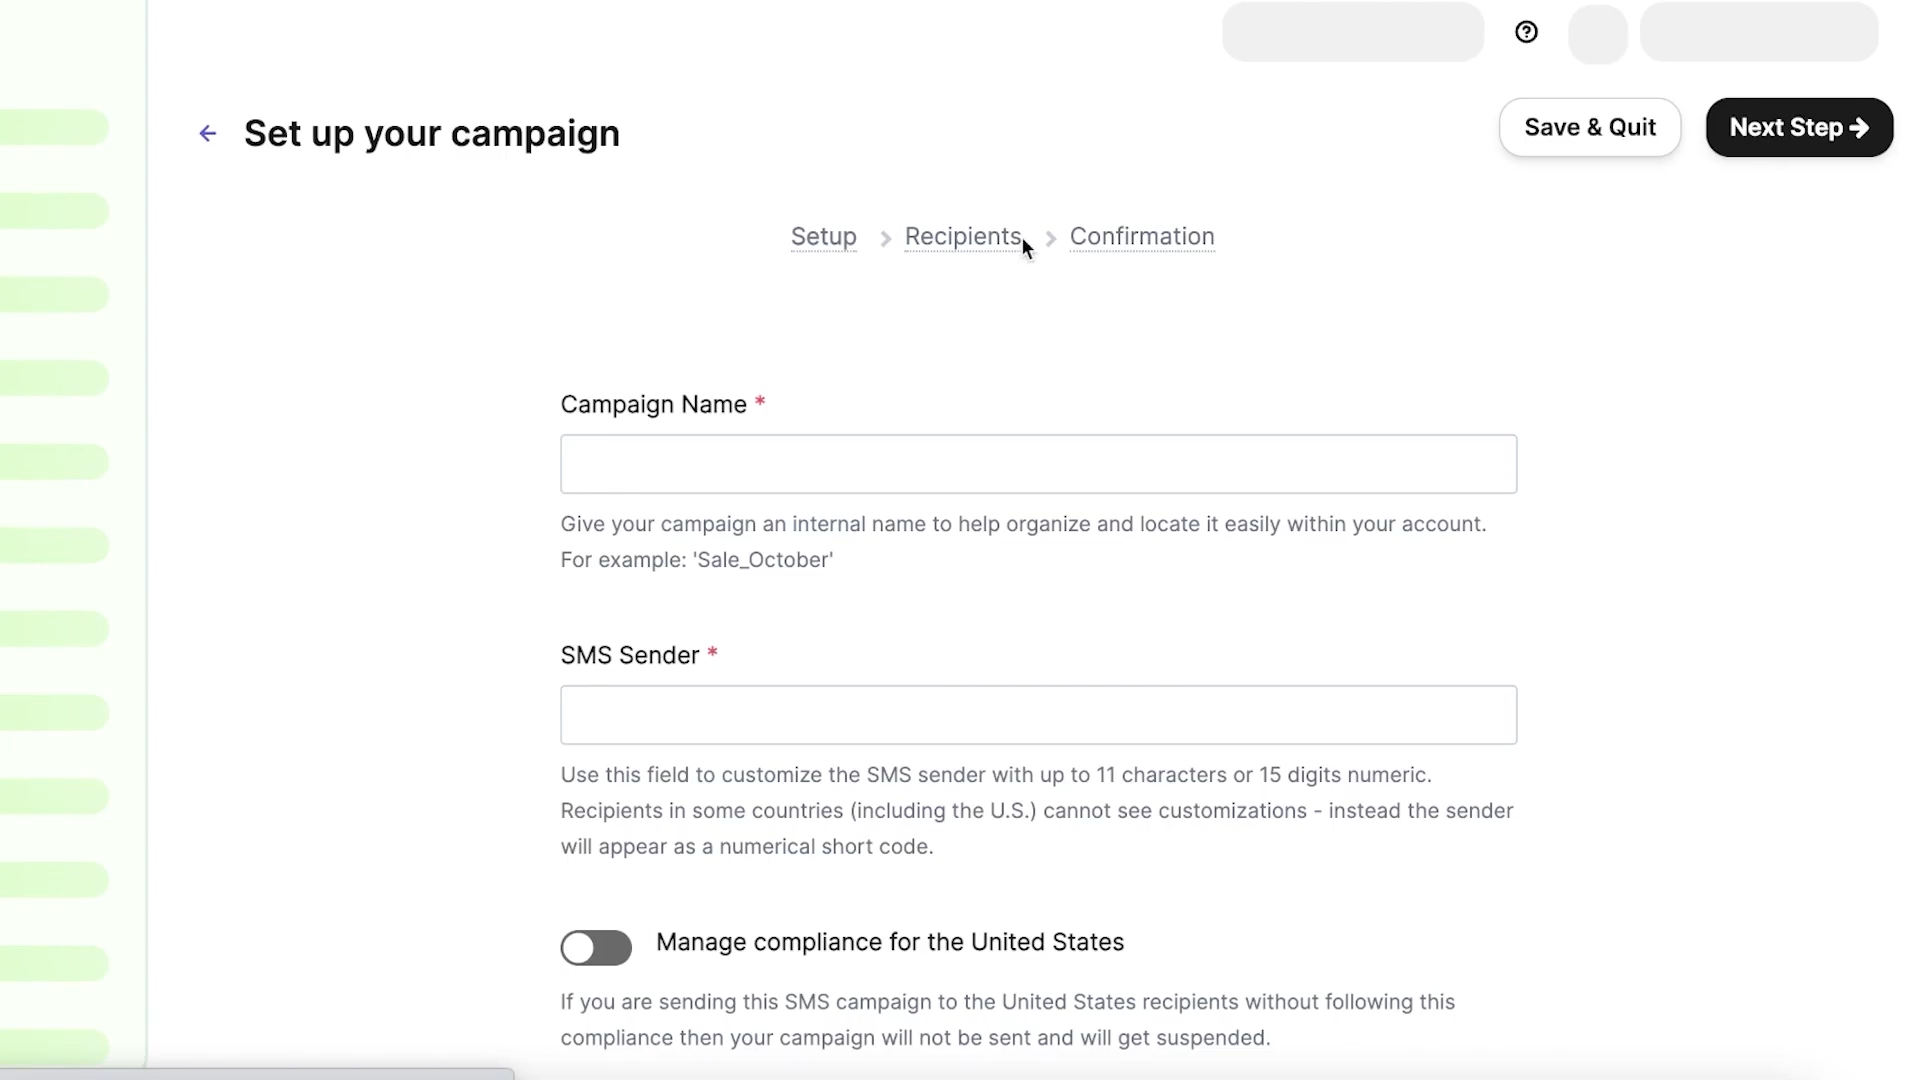 Set up your campaign
Save & Quit
Next Step
Setup
Recipients
Confirmation
Campaign Name *
Give your campaign an internal name to help organize and locate it easily within your account.
For example: 'Sale_October'
SMS Sender *
Use this field to customize the SMS sender with up to 11 characters or 15 digits numeric.
Recipients in some countries (including the U.S.) cannot see customizations - instead the sender
will appear as a numerical short code.
Manage compliance for the United States
If you are sending this SMS campaign to the United States recipients without following this
compliance then your campaign will not be sent and will get suspended.